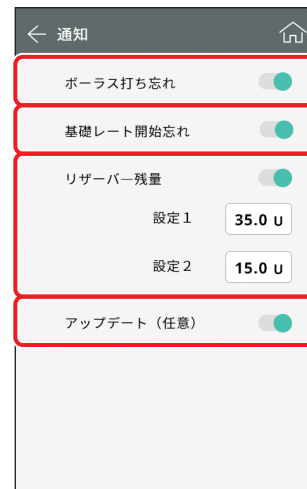 通知
ボーラス打ち忘れ
基礎レート開始忘れ
リザーバー残量
設定１ 35.0 U
設定２ 15.0 U
アップデート（任意）